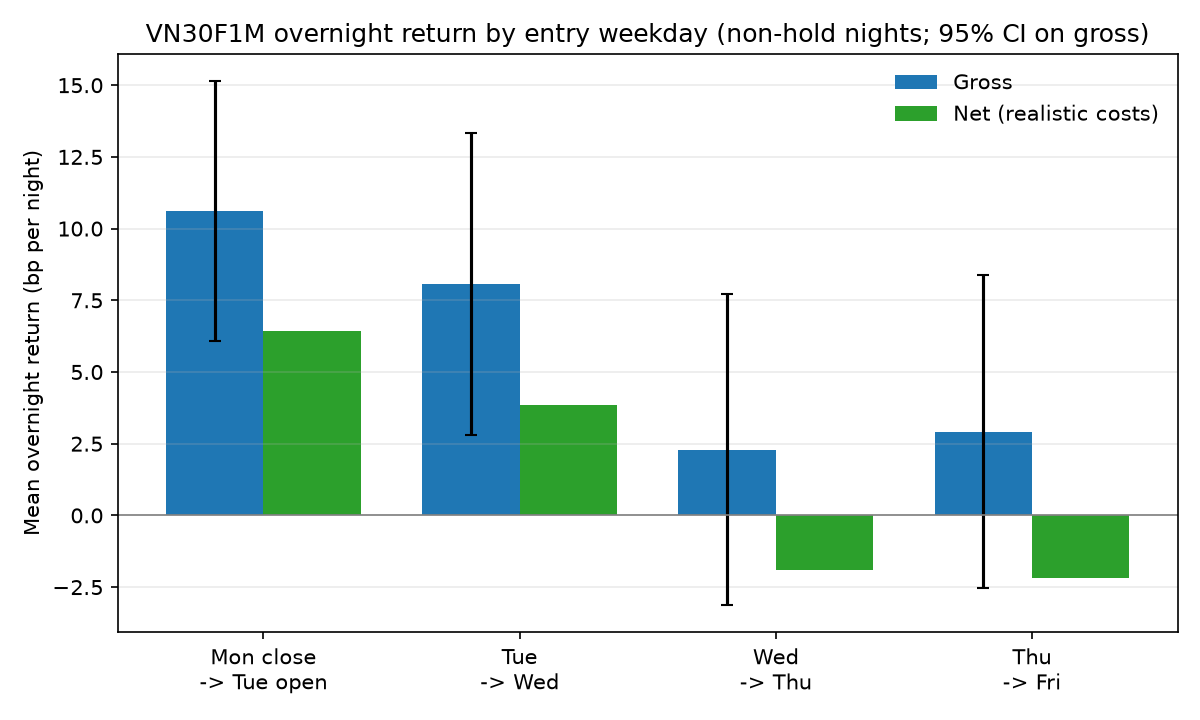 VN30F1M overnight return by entry weekday (non-hold nights; 95% CI on gross)
Gross
Net (realistic costs)
Mean overnight return (bp per night)
15.0
12.5
10.0
7.5
5.0
2.5
0.0
−2.5
Mon close
-> Tue open
Tue
-> Wed
Wed
-> Thu
Thu
-> Fri